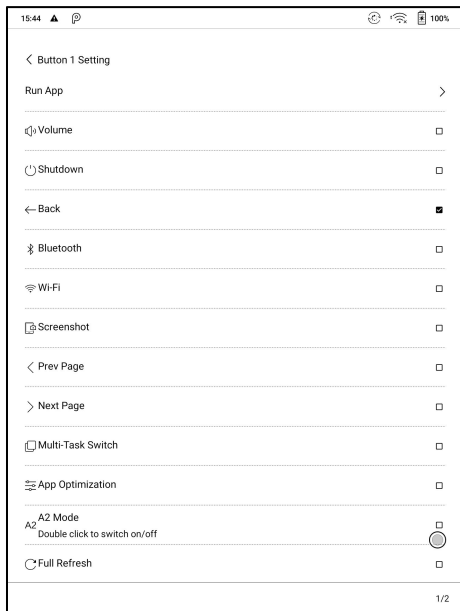 15:44 100%
Button 1 Setting
Run App
Volume
Shutdown
Back
Bluetooth
Wi-Fi
Screenshot
Prev Page
Next Page
Multi-Task Switch
App Optimization
A2 A2 Mode
Double click to switch on/off
Full Refresh
1/2